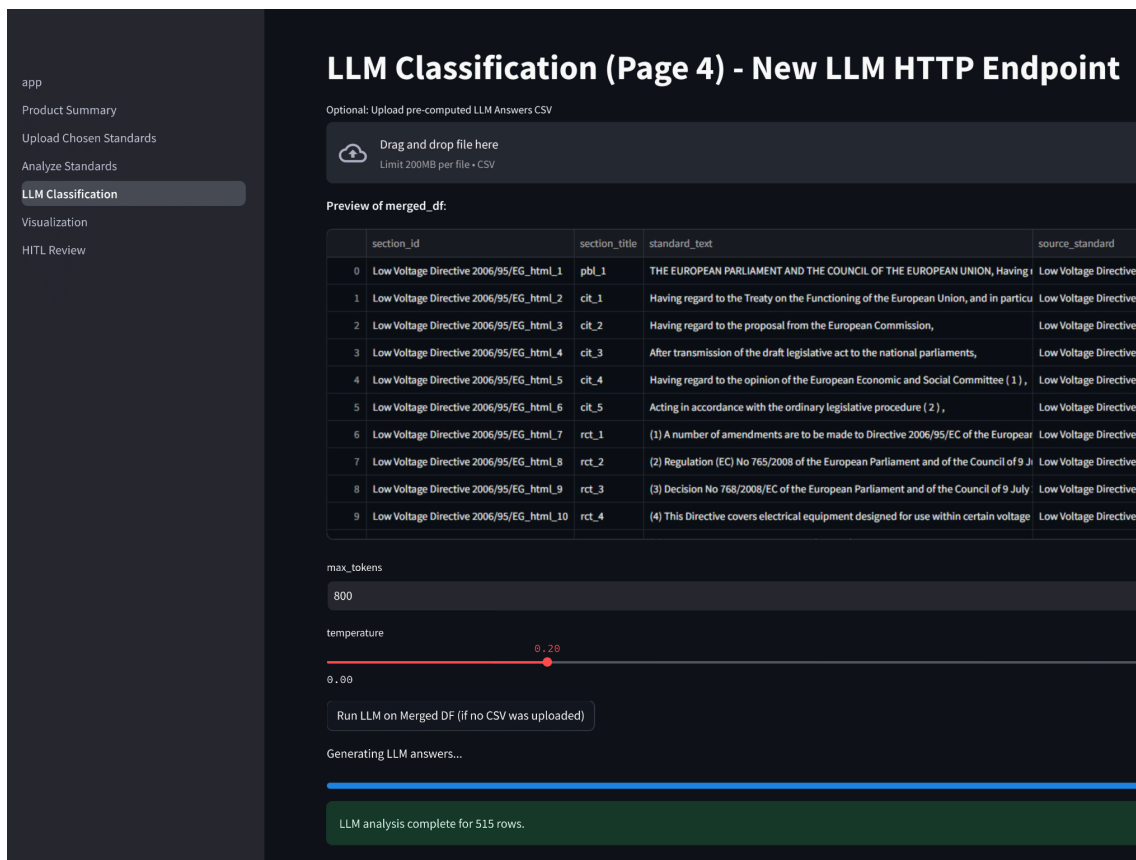 app
Product Summary
Upload Chosen Standards
Analyze Standards
LLM Classification
Visualization
HITL Review
LLM Classification (Page 4) - New LLM HTTP Endpoint
Optional: Upload pre-computed LLM Answers CSV
Drag and drop file here
Limit 200MB per file • CSV
Preview of merged_df:
section_id section_title standard_text source_standard
0 Low Voltage Directive 2006/95/EG_html_1 pbl_1 THE EUROPEAN PARLIAMENT AND THE COUNCIL OF THE EUROPEAN UNION, Having Low Voltage Directive
1 Low Voltage Directive 2006/95/EG_html_2 cit_1 Having regard to the Treaty on the Functioning of the European Union, and in particu Low Voltage Directive
2 Low Voltage Directive 2006/95/EG_html_3 cit_2 Having regard to the proposal from the European Commission, Low Voltage Directive
3 Low Voltage Directive 2006/95/EG_html_4 cit_3 After transmission of the draft legislative act to the national parliaments, Low Voltage Directive
4 Low Voltage Directive 2006/95/EG_html_5 cit_4 Having regard to the opinion of the European Economic and Social Committee ( 1 ) , Low Voltage Directive
5 Low Voltage Directive 2006/95/EG_html_6 cit_5 Acting in accordance with the ordinary legislative procedure ( 2 ) , Low Voltage Directive
6 Low Voltage Directive 2006/95/EG_html_7 rct_1 (1) A number of amendments are to be made to Directive 2006/95/EC of the European Low Voltage Directive
7 Low Voltage Directive 2006/95/EG_html_8 rct_2 (2) Regulation (EC) No 765/2008 of the European Parliament and of the Council of 9 Low Voltage Directive
8 Low Voltage Directive 2006/95/EG_html_9 rct_3 (3) Decision No 768/2008/EC of the European Parliament and of the Council of 9 July Low Voltage Directive
9 Low Voltage Directive 2006/95/EG_html_10 rct_4 (4) This Directive covers electrical equipment designed for use within certain voltage Low Voltage Directive
max_tokens
800
temperature
0.20
0.00
Run LLM on Merged DF (if no CSV was uploaded)
Generating LLM answers...
LLM analysis complete for 515 rows.